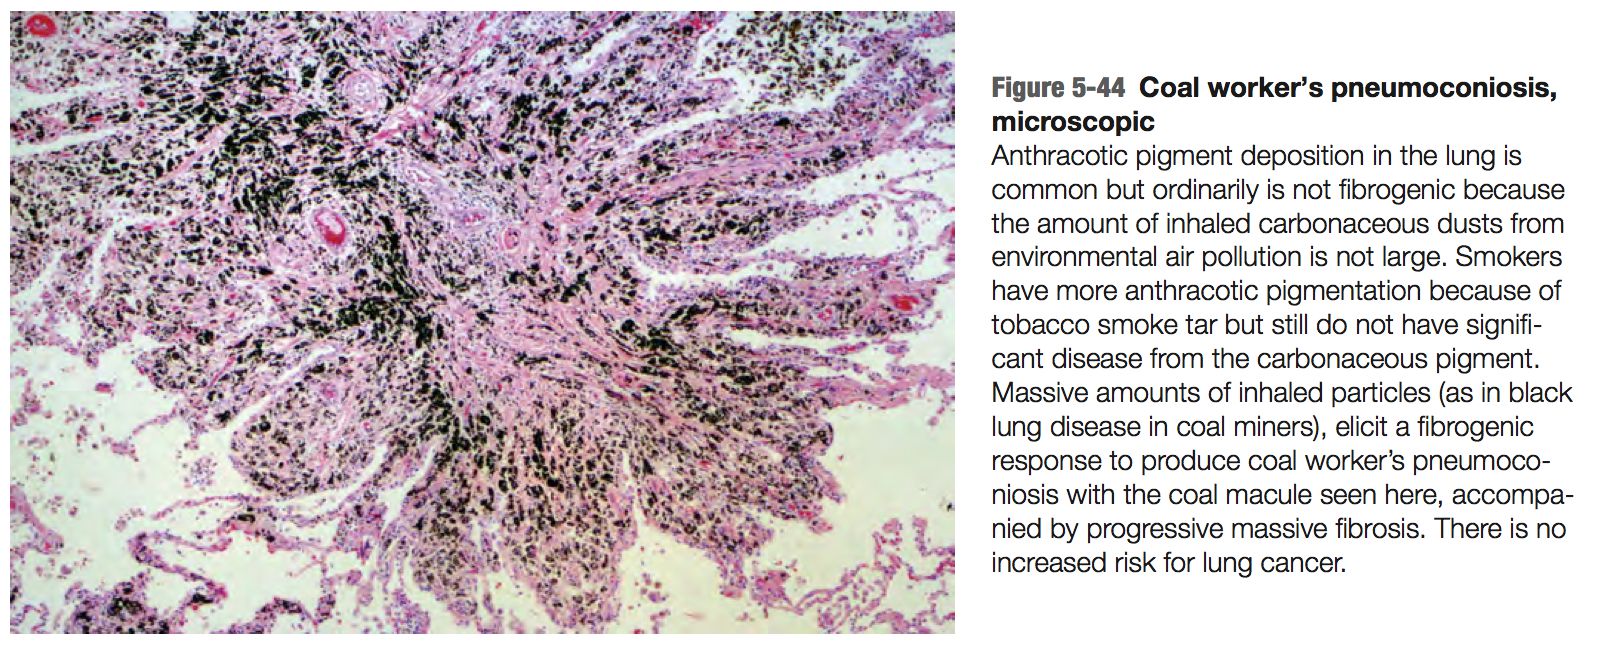 Figure 5-44 Coal worker's pneumoconiosis,
microscopic
Anthracotic pigment deposition in the lung is
common but ordinarily is not fibrogenic because
the amount of inhaled carbonaceous dusts from
environmental air pollution is not large. Smokers
have more anthracotic pigmentation because of
tobacco smoke tar but still do not have signifi-
cant disease from the carbonaceous pigment.
Massive amounts of inhaled particles (as in black
lung disease in coal miners), elicit a fibrogenic
response to produce coal worker's pneumoco-
niosis with the coal macule seen here, accompa-
nied by progressive massive fibrosis. There is no
increased risk for lung cancer.